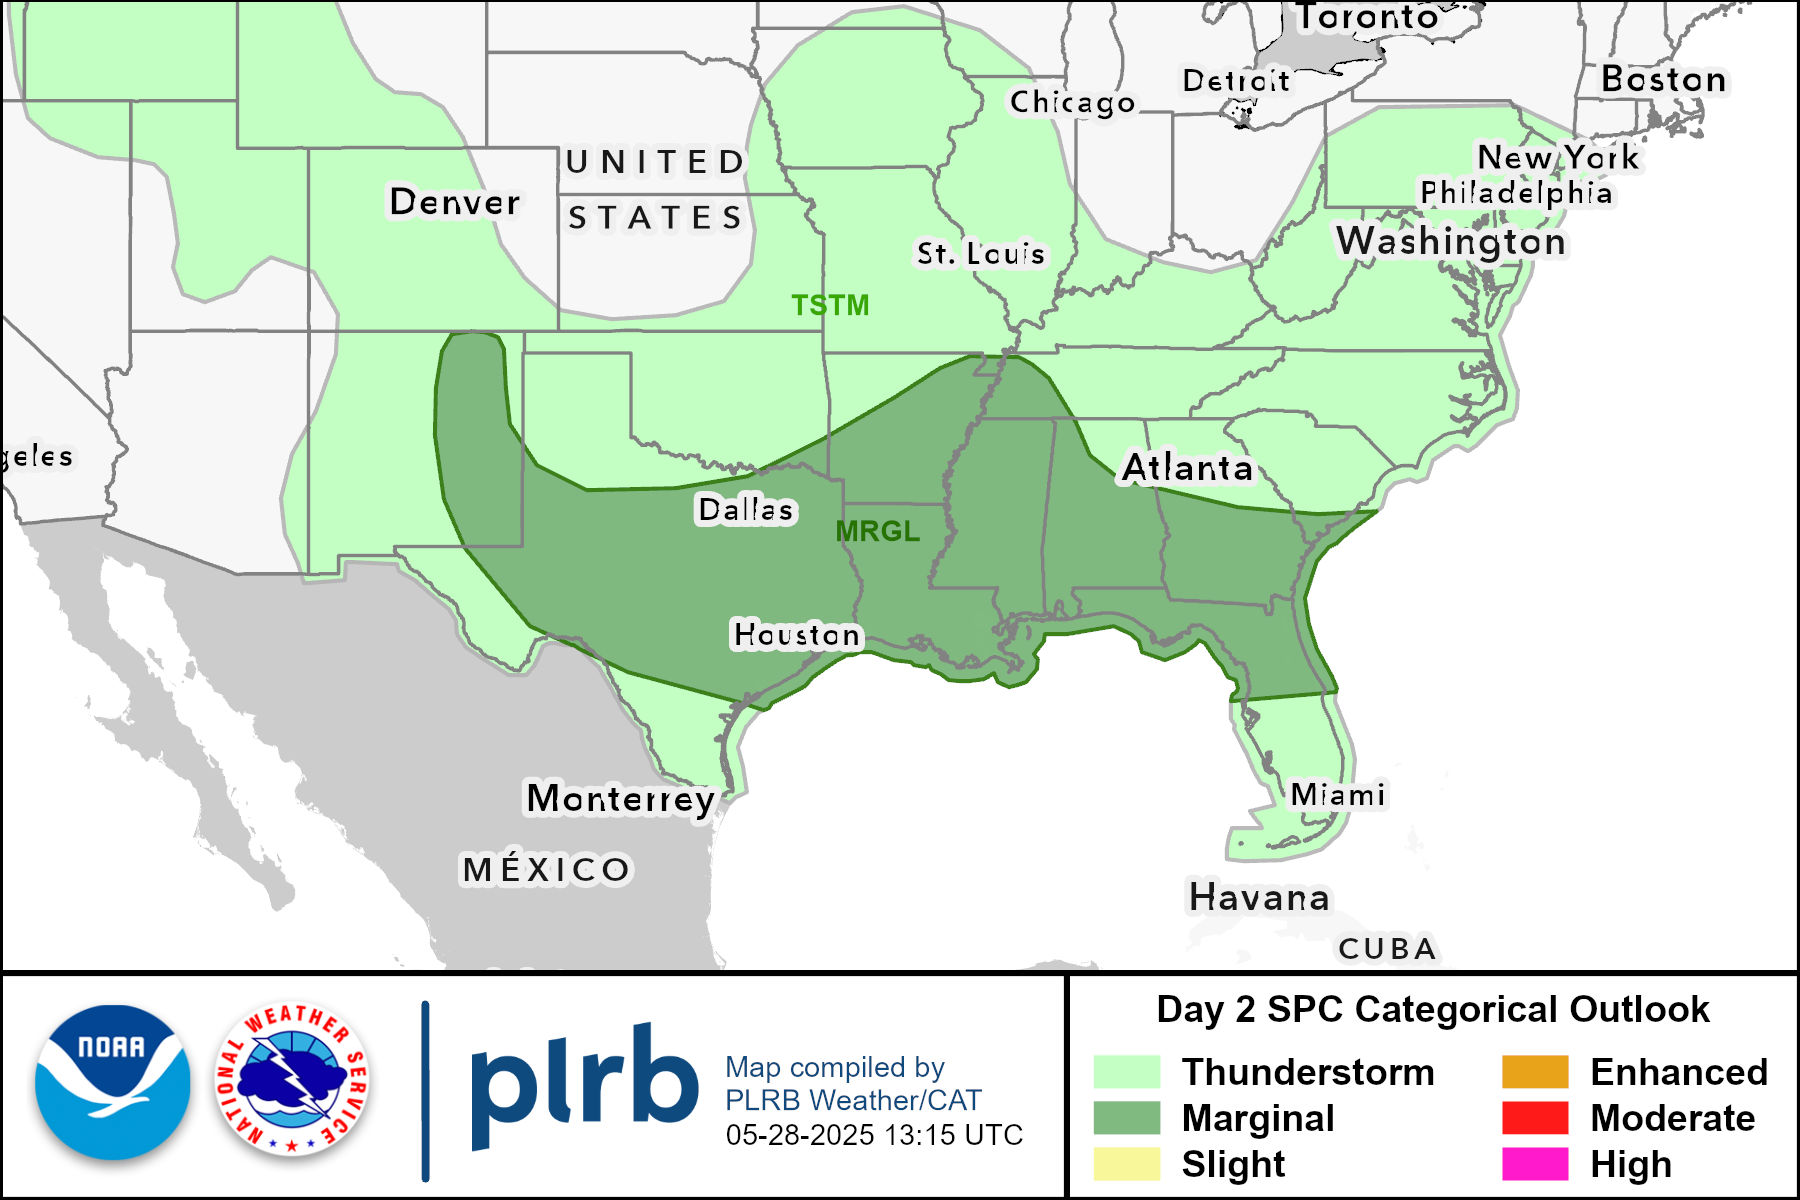 Toronto
Detroit
Boston
Chicago
UNITED
STATES
New York
Denver
Philadelphia
Washington
St. Louis
TSTM
geles
Atlanta
Dallas
MRGL
Houston
Monterrey
Miami
MÉXICO
Havana
CUBA
NOAA
NATIONAL WEATHER SERVICE
plrb
Map compiled by
PLRB Weather/CAT
05-28-2025 13:15 UTC
Day 2 SPC Categorical Outlook
Thunderstorm
Marginal
Slight
Enhanced
Moderate
High